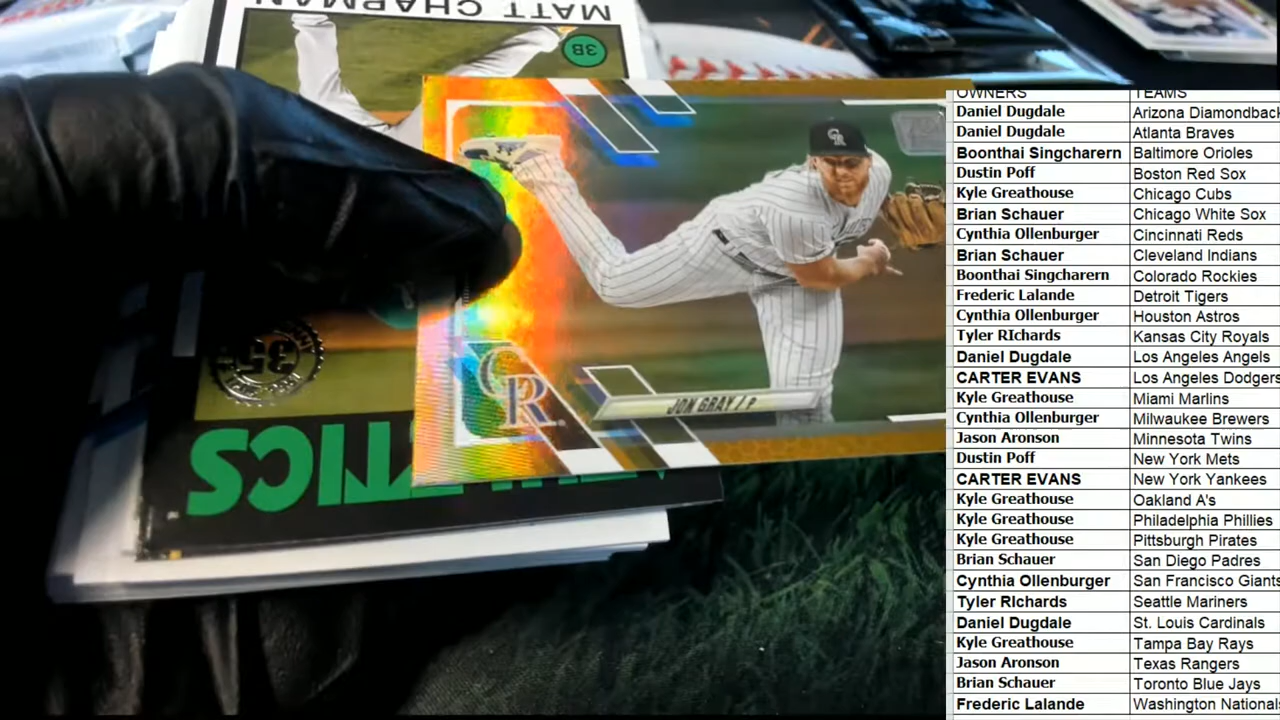 MATT CHAPMAN
3B
35
CR
CR
JON GRAY / P
OWNERS TEAMS
Daniel Dugdale Arizona Diamondback
Daniel Dugdale Atlanta Braves
Boonthai Singcharern Baltimore Orioles
Dustin Poff Boston Red Sox
Kyle Greathouse Chicago Cubs
Brian Schauer Chicago White Sox
Cynthia Ollenburger Cincinnati Reds
Brian Schauer Cleveland Indians
Boonthai Singcharern Colorado Rockies
Frederic Lalande Detroit Tigers
Cynthia Ollenburger Houston Astros
Tyler RIchards Kansas City Royals
Daniel Dugdale Los Angeles Angels
CARTER EVANS Los Angeles Dodgers
Kyle Greathouse Miami Marlins
Cynthia Ollenburger Milwaukee Brewers
Jason Aronson Minnesota Twins
Dustin Poff New York Mets
CARTER EVANS New York Yankees
Kyle Greathouse Oakland A's
Kyle Greathouse Philadelphia Phillies
Kyle Greathouse Pittsburgh Pirates
Brian Schauer San Diego Padres
Cynthia Ollenburger San Francisco Giants
Tyler RIchards Seattle Mariners
Daniel Dugdale St. Louis Cardinals
Kyle Greathouse Tampa Bay Rays
Jason Aronson Texas Rangers
Brian Schauer Toronto Blue Jays
Frederic Lalande Washington National